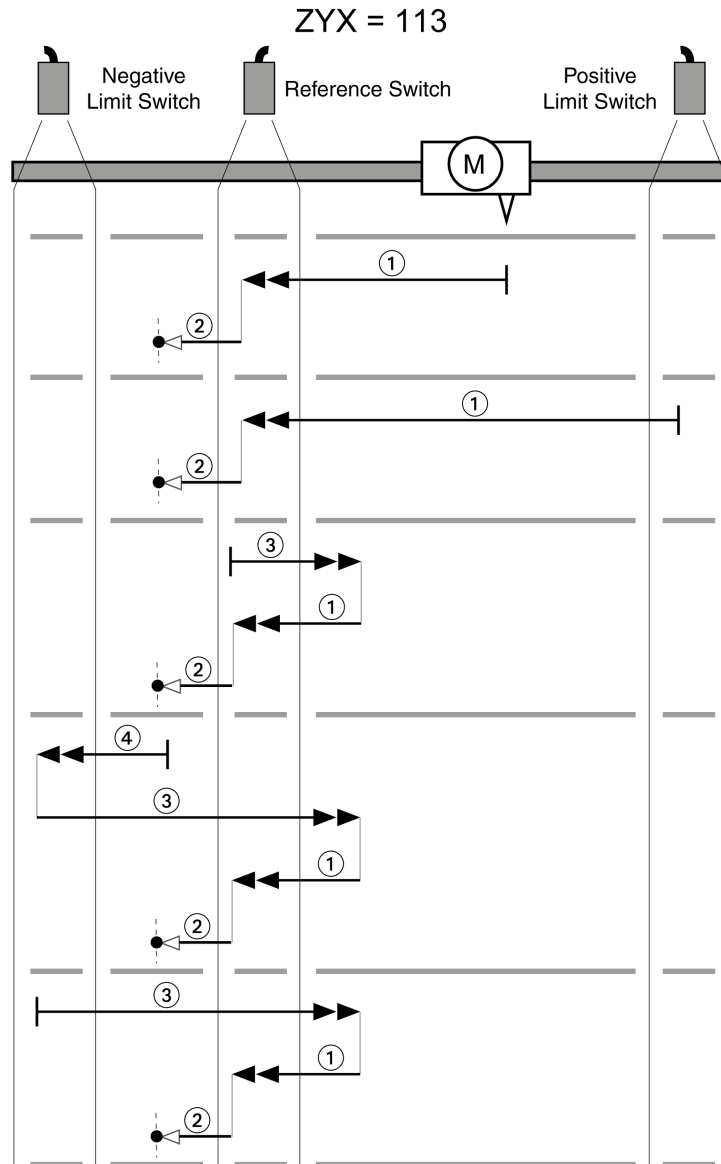 ZYX = 113
Negative
Limit Switch
Reference Switch
Positive
Limit Switch
M
①
②
①
②
③
①
②
④
③
①
②
③
①
②